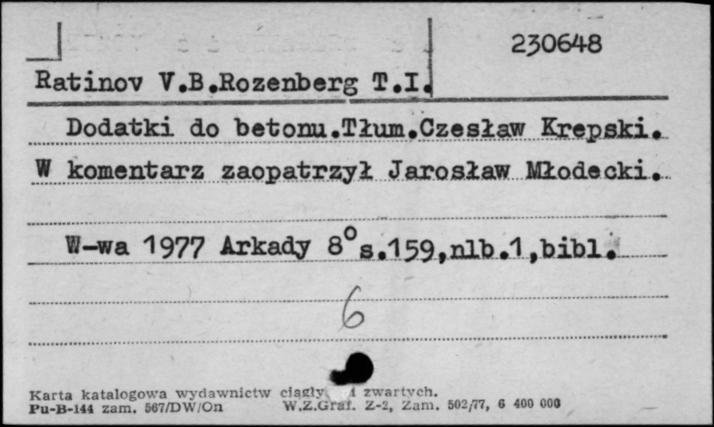 230648
Ratinov V.B.Rozenberg T.I.
Dodatki do betonu.Tłum.Czesław Krepski.
W komentarz zaopatrzył Jarosław Młodecki.
W-wa 1977 Arkady 8° s.159,nlb.1,bibl.
6
Karta katalogowa wydawnictw ciągły i zwartych.
Pu-B-144 zam. 567/DW/On W.Z.Graf. Z-2, Zam. 502/77, 6 400 000